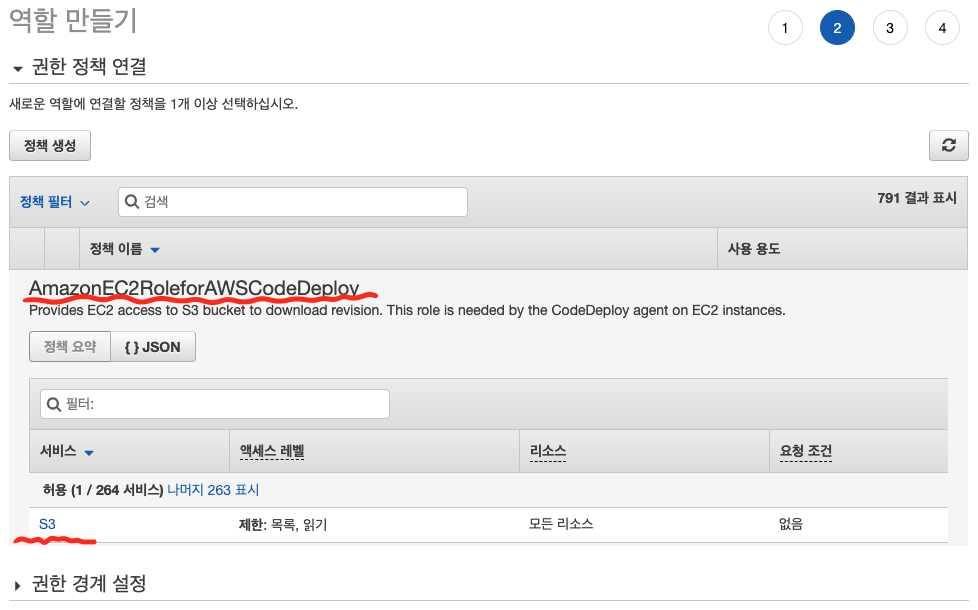 역할 만들기
1 2 3 4
권한 정책 연결
새로운 역할에 연결할 정책을 1개 이상 선택하십시오.
정책 생성
정책 필터 검색 791 결과 표시
정책 이름 사용 용도
AmazonEC2RoleforAWSCodeDeploy
Provides EC2 access to S3 bucket to download revision. This role is needed by the CodeDeploy agent on EC2 instances.
정책 요약 { } JSON
필터:
서비스 액세스 레벨 리소스 요청 조건
허용 (1 / 264 서비스) 나머지 263 표시
S3 제한: 목록, 읽기 모든 리소스 없음
권한 경계 설정